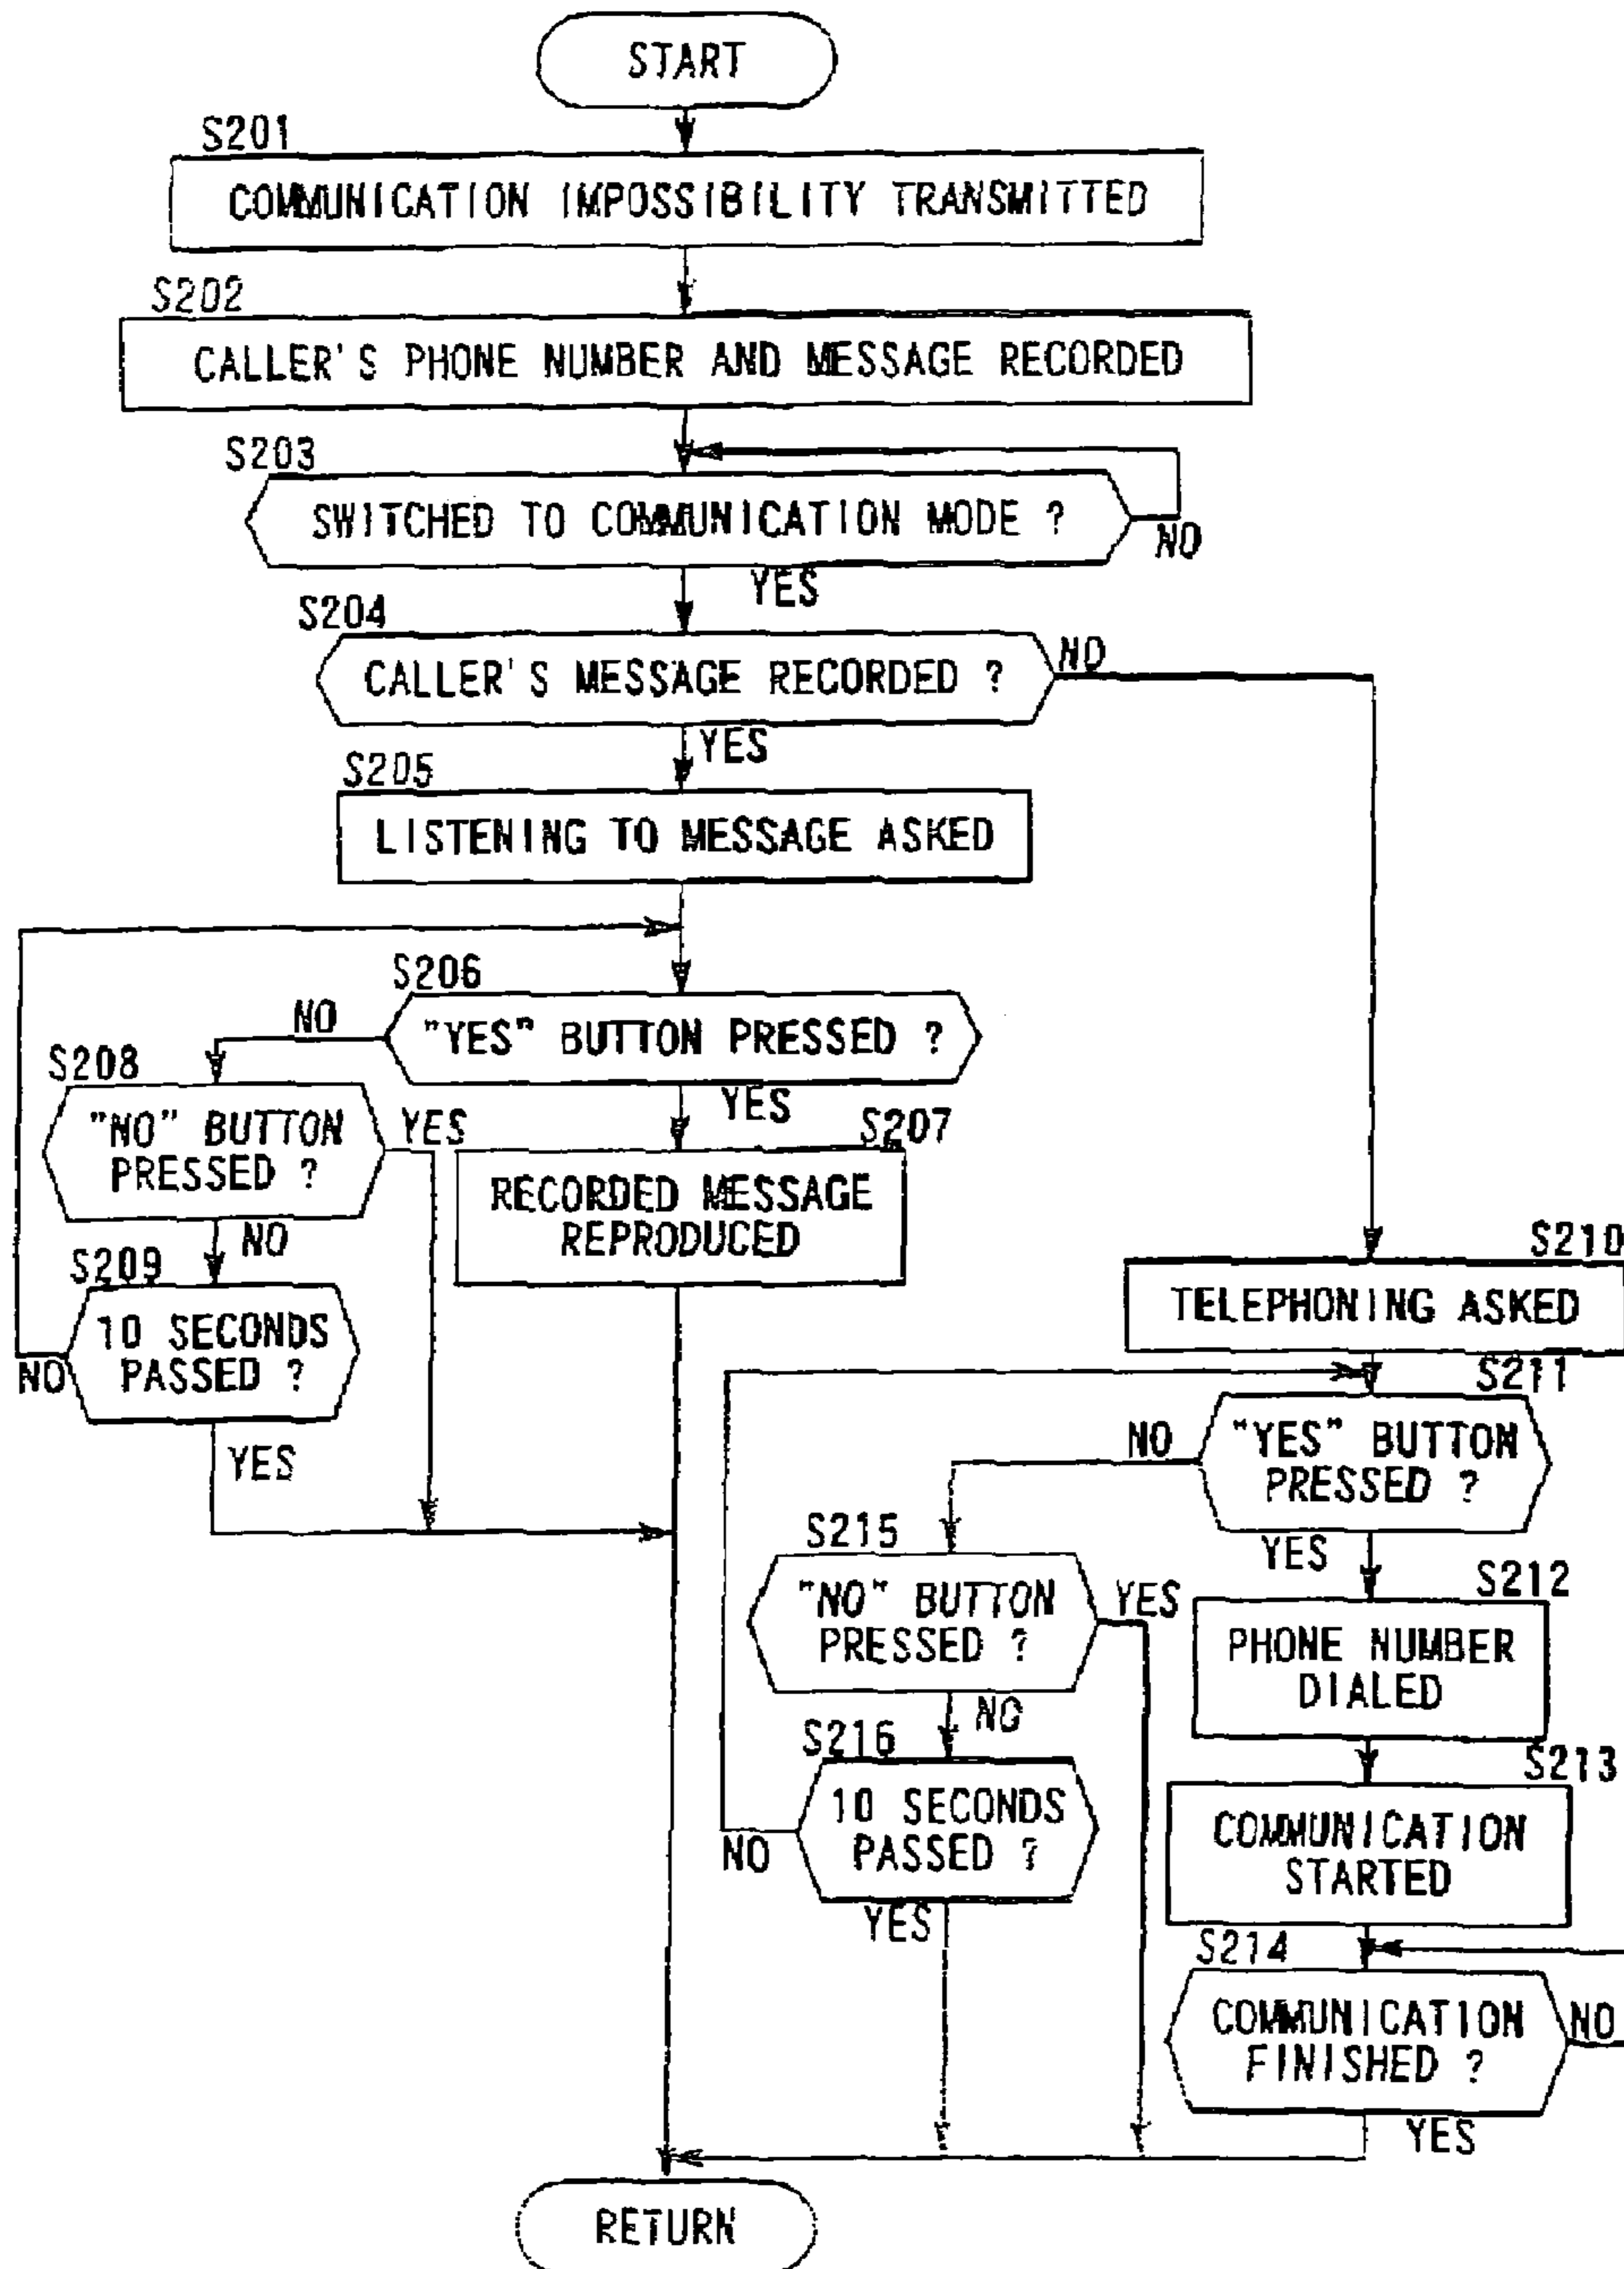 START
S201
COMMUNICATION IMPOSSIBILITY TRANSMITTED
S202
CALLER'S PHONE NUMBER AND MESSAGE RECORDED
S203
SWITCHED TO COMMUNICATION MODE ?
NO
YES
S204
CALLER'S MESSAGE RECORDED ?
NO
YES
S205
LISTENING TO MESSAGE ASKED
S206
"YES" BUTTON PRESSED ?
NO
YES
S208
"NO" BUTTON
PRESSED ?
YES
NO
S207
RECORDED MESSAGE
REPRODUCED
S209
10 SECONDS
PASSED ?
NO
YES
S210
TELEPHONING ASKED
S211
"YES" BUTTON
PRESSED ?
NO
YES
S215
"NO" BUTTON
PRESSED ?
YES
NO
S212
PHONE NUMBER
DIALED
S216
10 SECONDS
PASSED ?
NO
YES
S213
COMMUNICATION
STARTED
S214
COMMUNICATION
FINISHED ?
NO
YES
RETURN